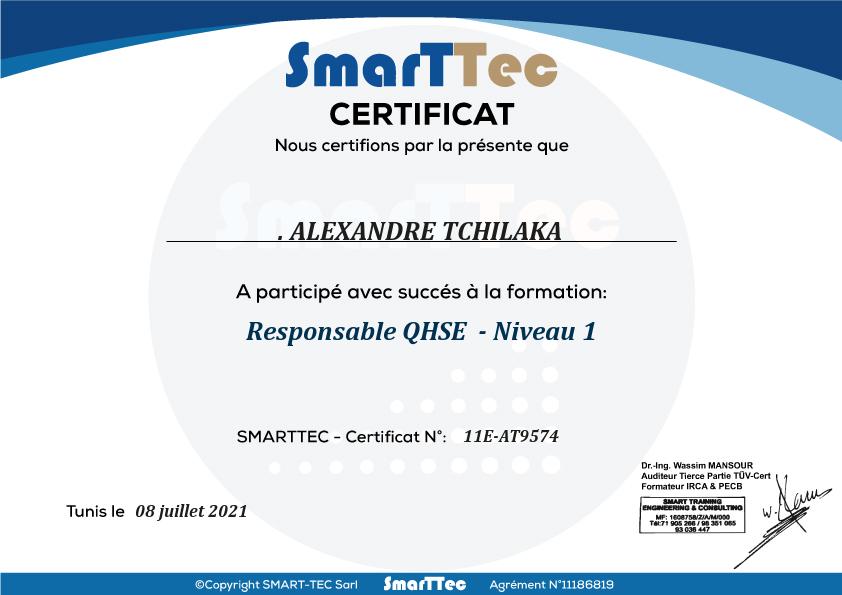 SmarTTec
CERTIFICAT
Nous certifions par la présente que
SmarTTec
. ALEXANDRE TCHILAKA
A participé avec succés à la formation:
Responsable QHSE - Niveau 1
SMARTTEC - Certificat N°: 11E-AT9574
Dr.-Ing. Wassim MANSOUR
Auditeur Tierce Partie TÜV-Cert
Formateur IRCA & PECB
SMART TRAINING
ENGINEERING & CONSULTING
MF: 1608758/Z/A/M/000
Tél:71 905 266 / 98 351 065
93 036 447
Tunis le 08 juillet 2021
©Copyright SMART-TEC Sarl SmarTTec Agrément N°11186819